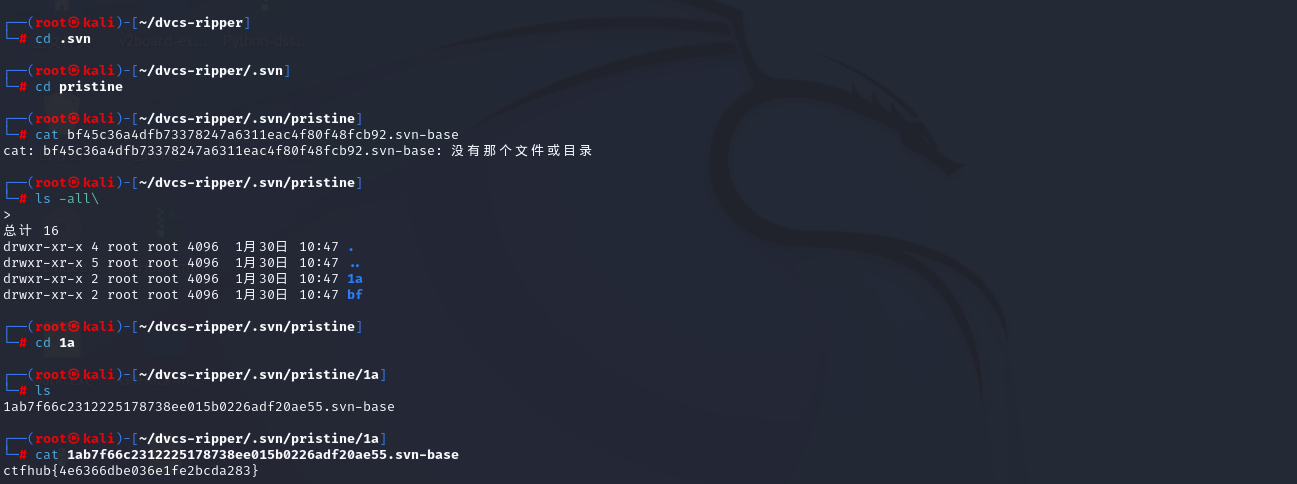 ┌──(root㉿kali)-[~/dvcs-ripper]
└─# cd .svn
┌──(root㉿kali)-[~/dvcs-ripper/.svn]
└─# cd pristine
┌──(root㉿kali)-[~/dvcs-ripper/.svn/pristine]
└─# cat bf45c36a4dfb73378247a6311eac4f80f48fcb92.svn-base
cat: bf45c36a4dfb73378247a6311eac4f80f48fcb92.svn-base: 没有那个文件或目录
┌──(root㉿kali)-[~/dvcs-ripper/.svn/pristine]
└─# ls -all\
>
总计 16
drwxr-xr-x 4 root root 4096  1月30日 10:47 .
drwxr-xr-x 5 root root 4096  1月30日 10:47 ..
drwxr-xr-x 2 root root 4096  1月30日 10:47 1a
drwxr-xr-x 2 root root 4096  1月30日 10:47 bf
┌──(root㉿kali)-[~/dvcs-ripper/.svn/pristine]
└─# cd 1a
┌──(root㉿kali)-[~/dvcs-ripper/.svn/pristine/1a]
└─# ls
1ab7f66c2312225178738ee015b0226adf20ae55.svn-base
┌──(root㉿kali)-[~/dvcs-ripper/.svn/pristine/1a]
└─# cat 1ab7f66c2312225178738ee015b0226adf20ae55.svn-base
ctfhub{4e6366dbe036e1fe2bcda283}